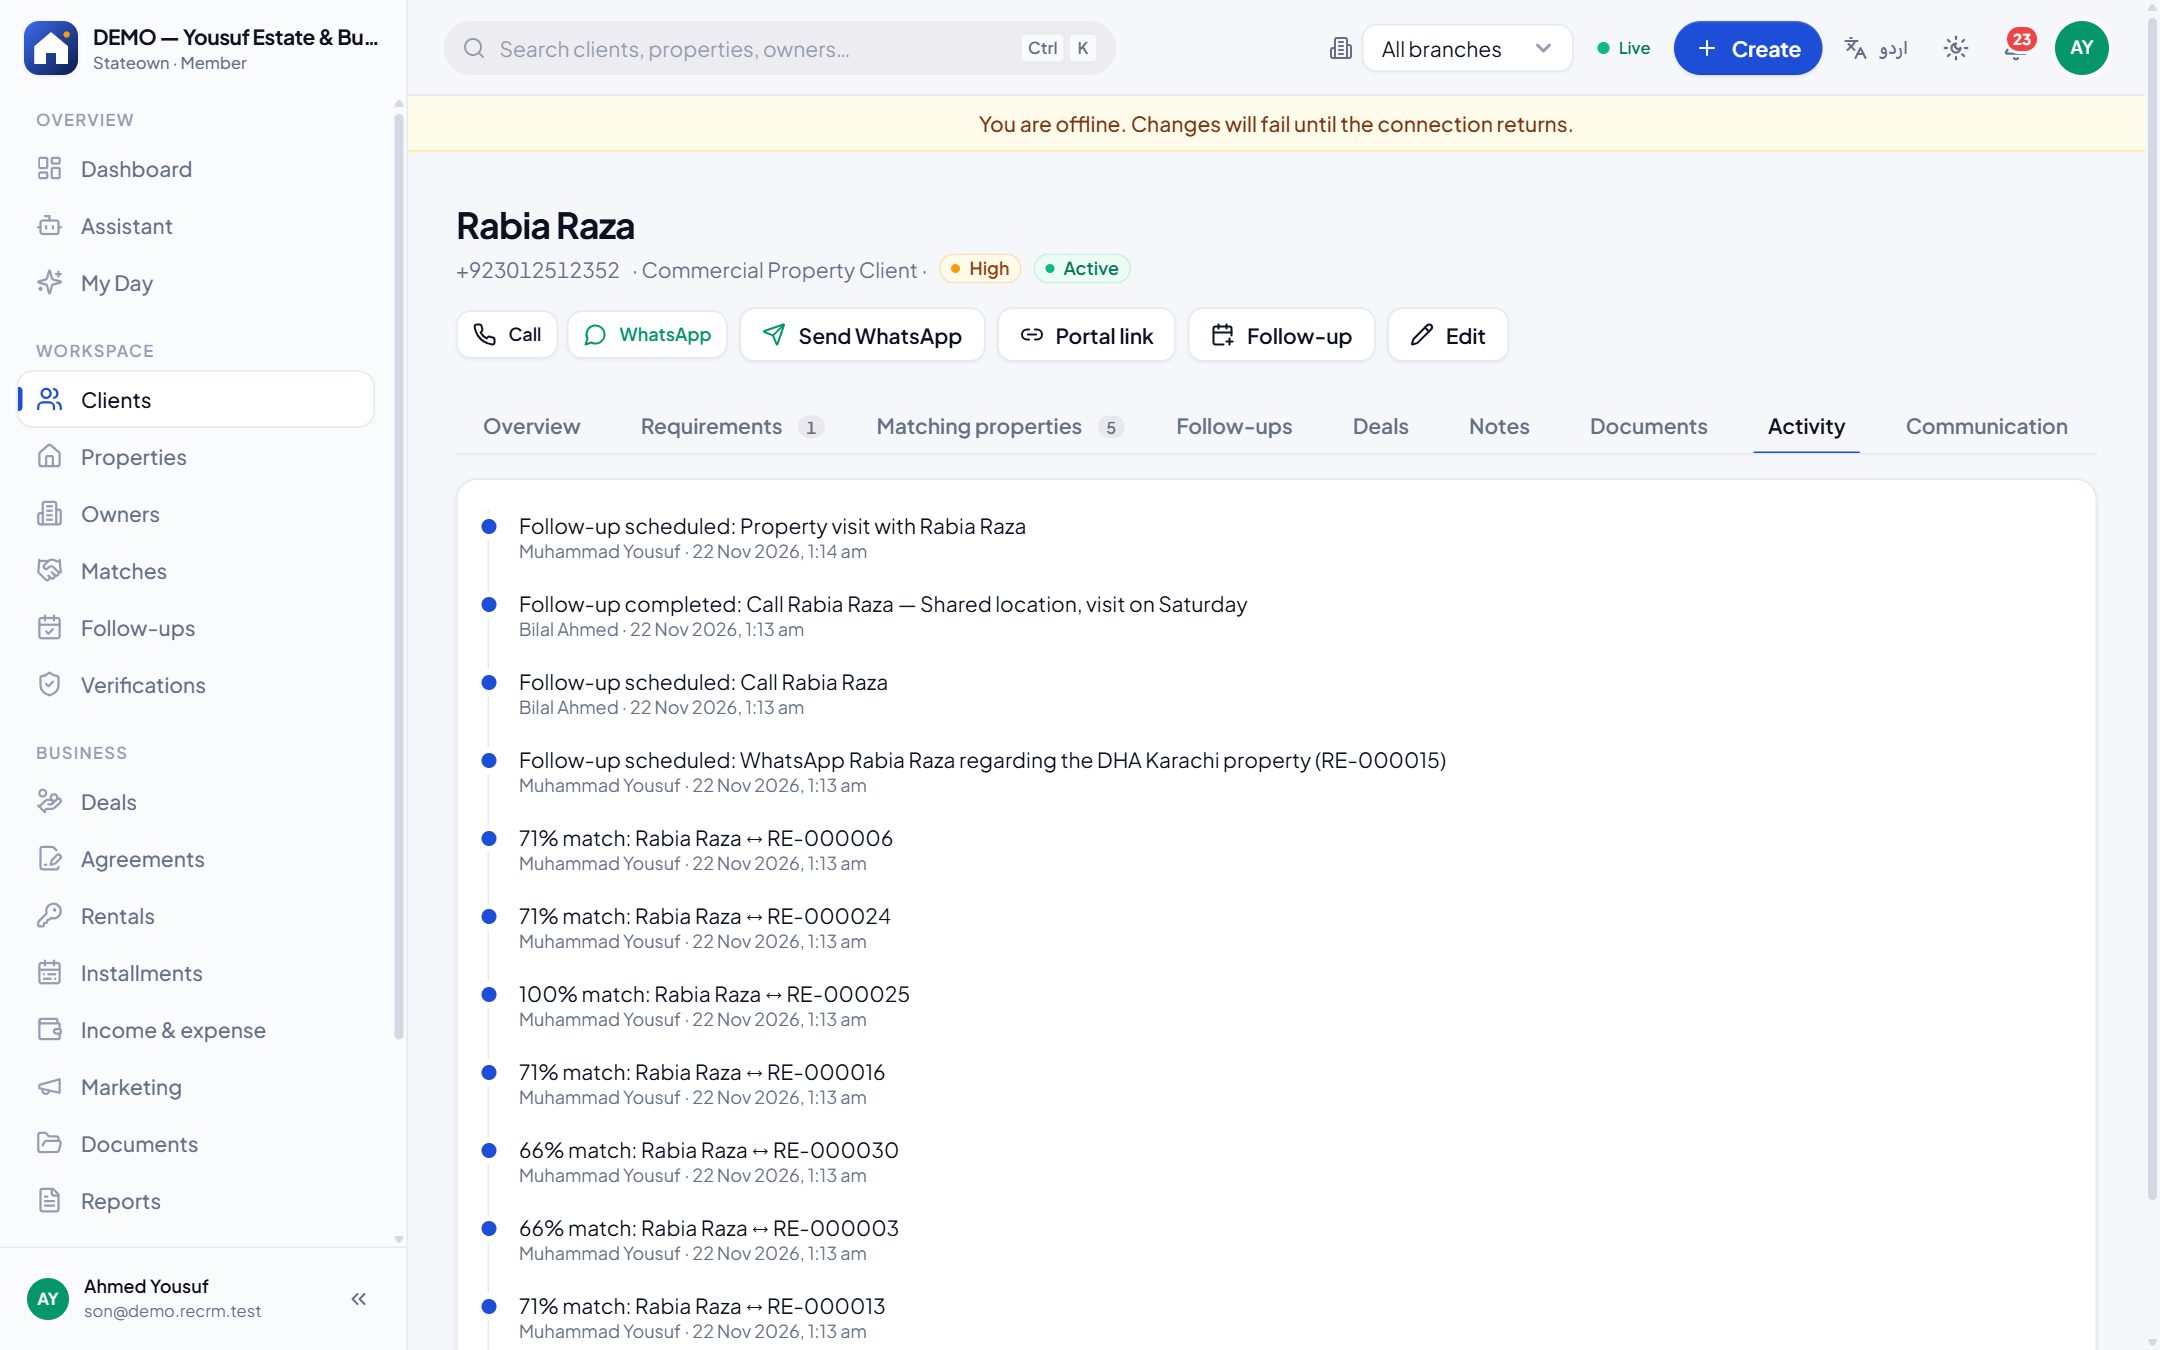 DEMO — Yousuf Estate & Bu...
Stateown · Member
OVERVIEW
Dashboard
Assistant
My Day
WORKSPACE
Clients
Properties
Owners
Matches
Follow-ups
Verifications
BUSINESS
Deals
Agreements
Rentals
Installments
Income & expense
Marketing
Documents
Reports
AY
Ahmed Yousuf
son@demo.recrm.test
Search clients, properties, owners...
Ctrl K
All branches
Live
Create
اردو
23
AY
You are offline. Changes will fail until the connection returns.
Rabia Raza
+923012512352 · Commercial Property Client · High Active
Call
WhatsApp
Send WhatsApp
Portal link
Follow-up
Edit
Overview
Requirements 1
Matching properties 5
Follow-ups
Deals
Notes
Documents
Activity
Communication
Follow-up scheduled: Property visit with Rabia Raza
Muhammad Yousuf · 22 Nov 2026, 1:14 am
Follow-up completed: Call Rabia Raza — Shared location, visit on Saturday
Bilal Ahmed · 22 Nov 2026, 1:13 am
Follow-up scheduled: Call Rabia Raza
Bilal Ahmed · 22 Nov 2026, 1:13 am
Follow-up scheduled: WhatsApp Rabia Raza regarding the DHA Karachi property (RE-000015)
Muhammad Yousuf · 22 Nov 2026, 1:13 am
71% match: Rabia Raza ↔ RE-000006
Muhammad Yousuf · 22 Nov 2026, 1:13 am
71% match: Rabia Raza ↔ RE-000024
Muhammad Yousuf · 22 Nov 2026, 1:13 am
100% match: Rabia Raza ↔ RE-000025
Muhammad Yousuf · 22 Nov 2026, 1:13 am
71% match: Rabia Raza ↔ RE-000016
Muhammad Yousuf · 22 Nov 2026, 1:13 am
66% match: Rabia Raza ↔ RE-000030
Muhammad Yousuf · 22 Nov 2026, 1:13 am
66% match: Rabia Raza ↔ RE-000003
Muhammad Yousuf · 22 Nov 2026, 1:13 am
71% match: Rabia Raza ↔ RE-000013
Muhammad Yousuf · 22 Nov 2026, 1:13 am